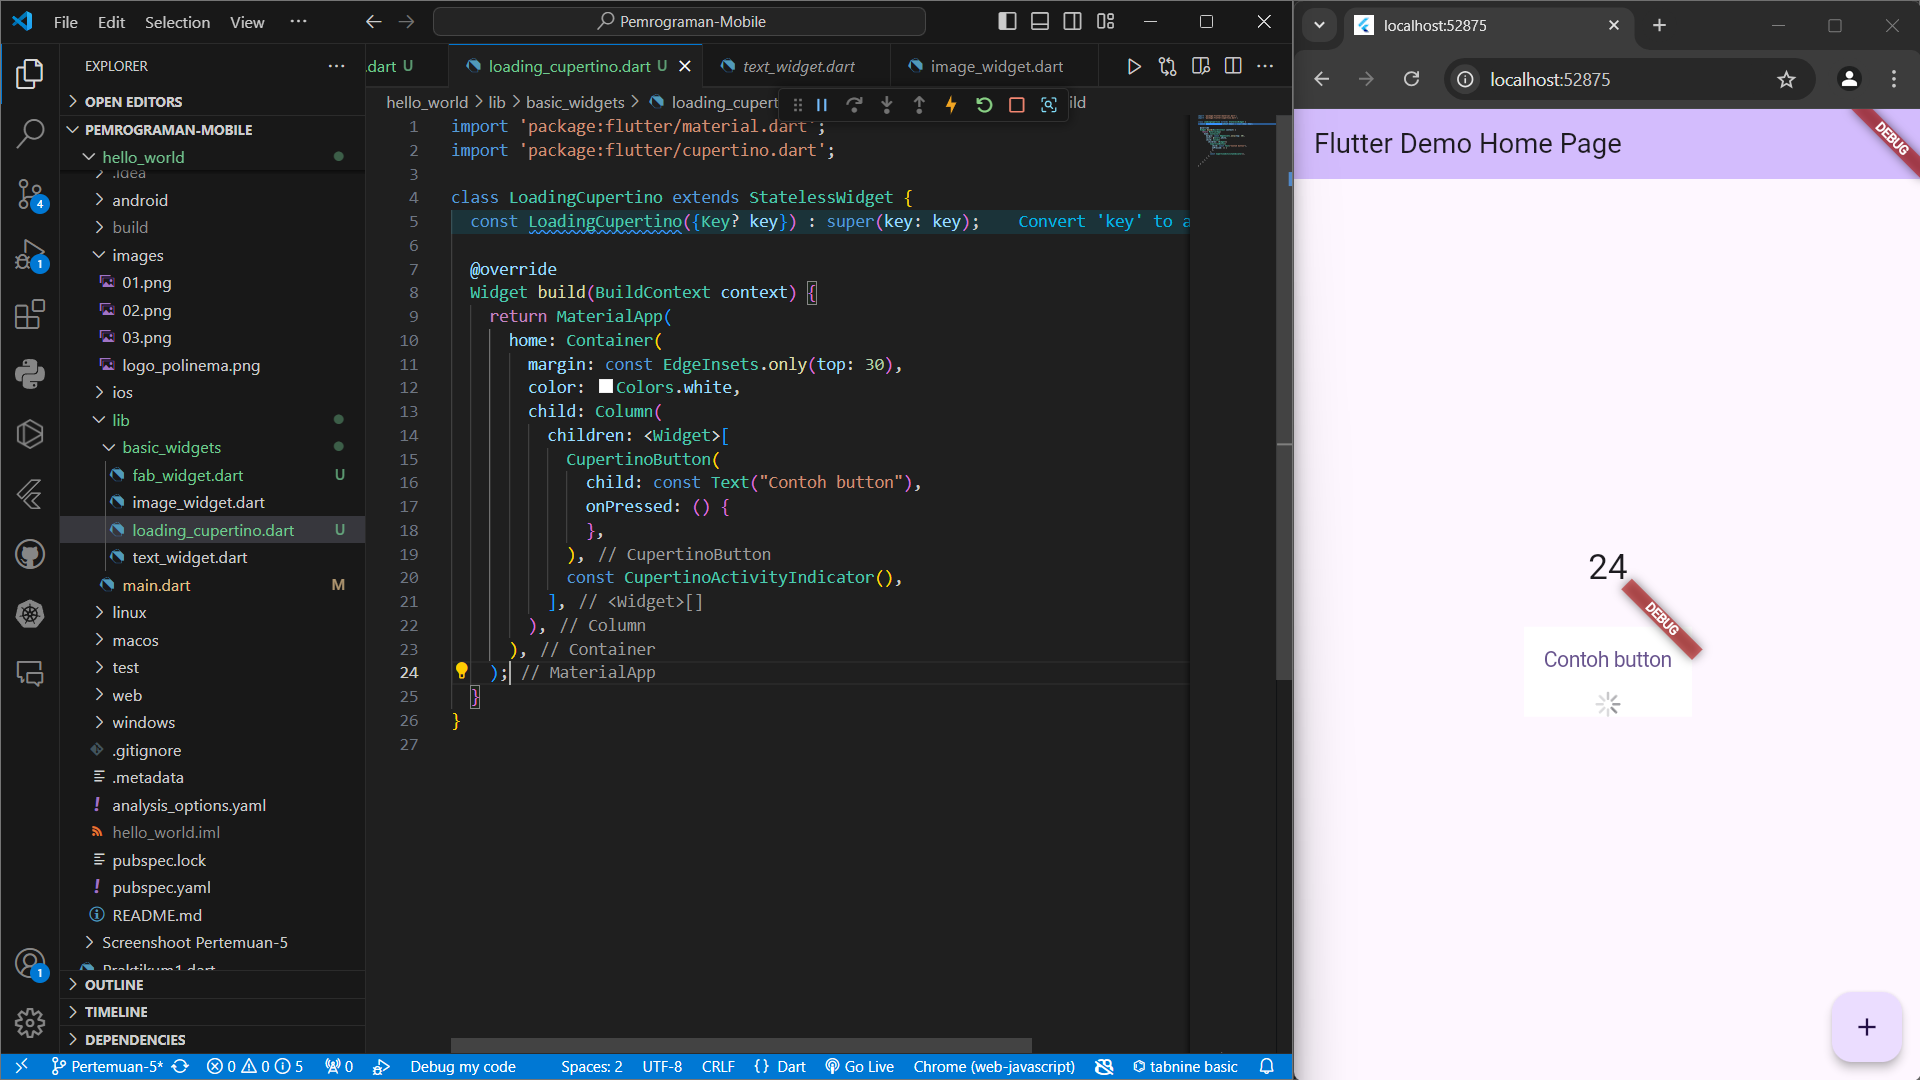 File Edit Selection View ···
Pemrograman-Mobile
localhost:52875
EXPLORER
.dart U
loading_cupertino.dart U
text_widget.dart
image_widget.dart
localhost:52875
OPEN EDITORS
hello_world > lib > basic_widgets > loading_cupert
ild
PEMROGRAMAN-MOBILE
hello_world
.idea
android
build
images
01.png
02.png
03.png
logo_polinema.png
ios
lib
basic_widgets
fab_widget.dart U
image_widget.dart
loading_cupertino.dart U
text_widget.dart
main.dart M
linux
macos
test
web
windows
.gitignore
.metadata
analysis_options.yaml
hello_world.iml
pubspec.lock
pubspec.yaml
README.md
Screenshoot Pertemuan-5
Praktikum1.dart
OUTLINE
TIMELINE
DEPENDENCIES
4
1
1
1 import 'package:flutter/material.dart';
2 import 'package:flutter/cupertino.dart';
3
4 class LoadingCupertino extends StatelessWidget {
5 const LoadingCupertino({Key? key}) : super(key: key); Convert 'key' to a
6
7 @override
8 Widget build(BuildContext context) {
9 return MaterialApp(
10 home: Container(
11 margin: const EdgeInsets.only(top: 30),
12 color: Colors.white,
13 child: Column(
14 children: <Widget>[
15 CupertinoButton(
16 child: const Text("Contoh button"),
17 onPressed: () {
18 },
19 ), // CupertinoButton
20 const CupertinoActivityIndicator(),
21 ], // <Widget>[]
22 ), // Column
23 ), // Container
24 ); // MaterialApp
25 }
26 }
27
Flutter Demo Home Page
DEBUG
24
DEBUG
Contoh button
+
Pertemuan-5* 0 0 5 0 Debug my code Spaces: 2 UTF-8 CRLF {} Dart Go Live Chrome (web-javascript) tabnine basic